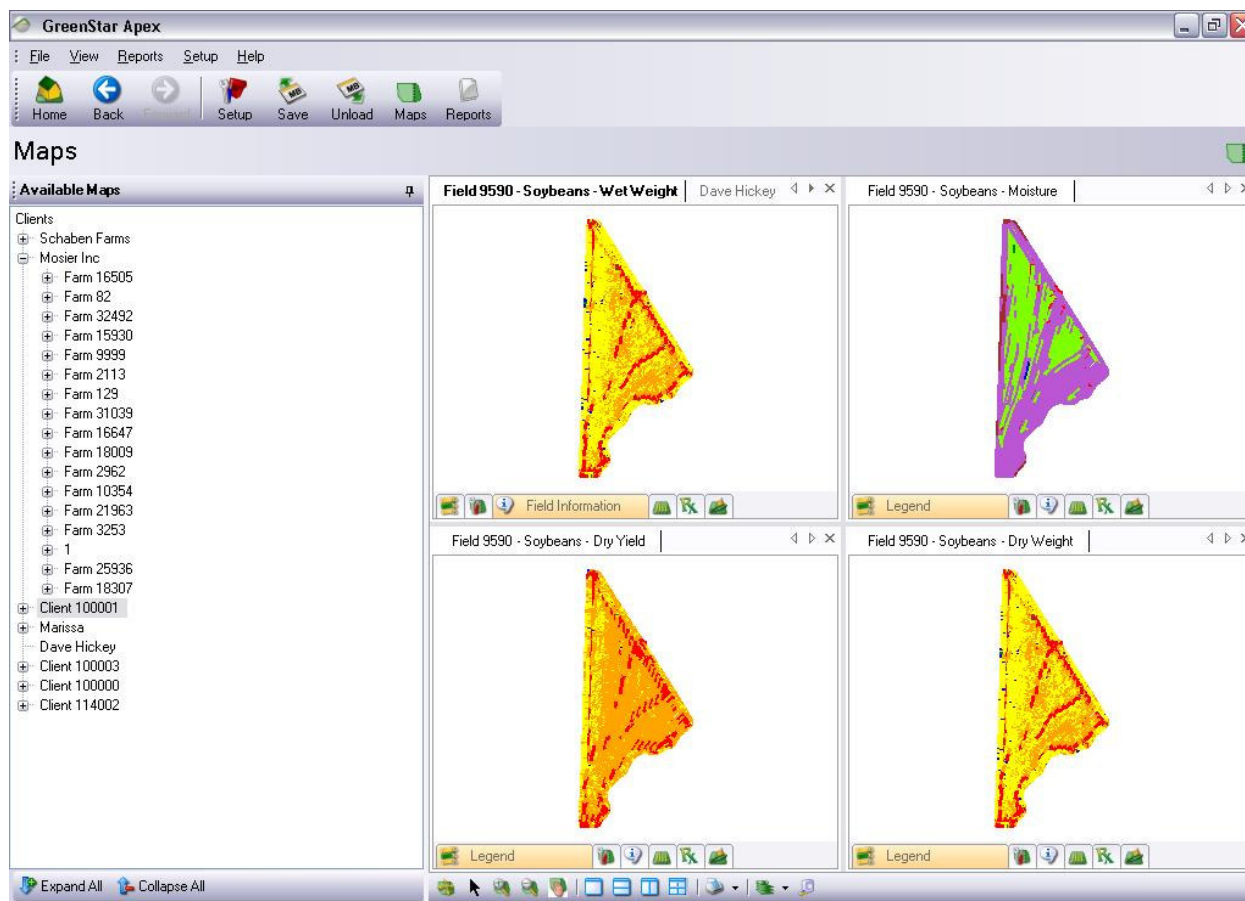 GreenStar Apex
File View Reports Setup Help
Home Back Forward Setup Save Unload Maps Reports
Maps
Available Maps
Clients
Schaben Farms
Mosier Inc
Farm 16505
Farm 82
Farm 32492
Farm 15930
Farm 9999
Farm 2113
Farm 129
Farm 31039
Farm 16647
Farm 18009
Farm 2962
Farm 10354
Farm 21963
Farm 3253
1
Farm 25936
Farm 18307
Client 100001
Marissa
Dave Hickey
Client 100003
Client 100000
Client 114002
Expand All Collapse All
Field 9590 - Soybeans - Wet Weight Dave Hickey
Field Information
Field 9590 - Soybeans - Moisture
Legend
Field 9590 - Soybeans - Dry Yield
Legend
Field 9590 - Soybeans - Dry Weight
Legend